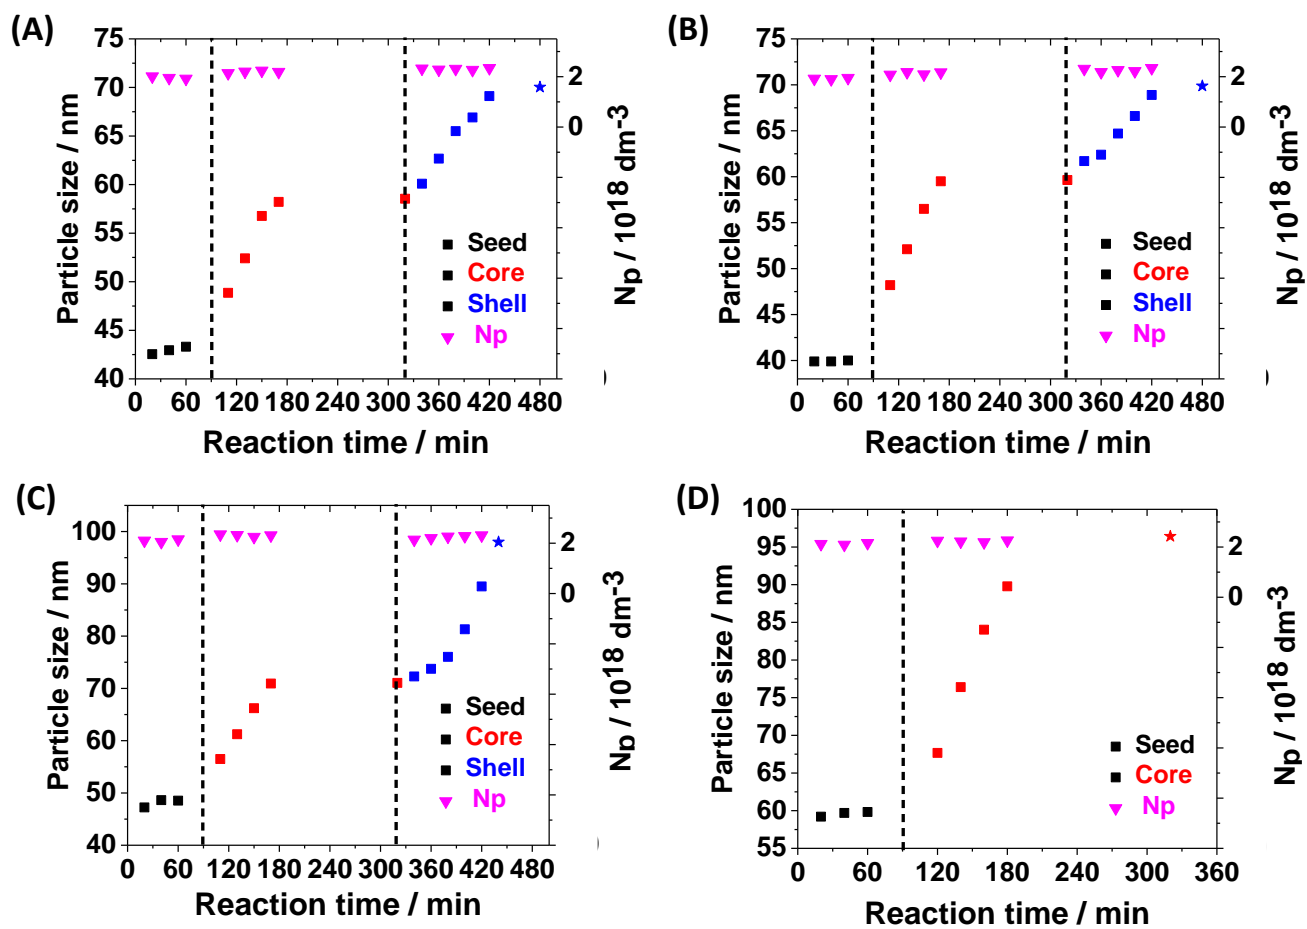 (A)
75
70
65
60
55
50
45
40
0 60 120 180 240 300 360 420 480
2
0
Particle size / nm
Np / 10^18 dm^-3
Reaction time / min
Seed
Core
Shell
Np
)
(B)
75
70
65
60
55
50
45
40
0 60 120 180 240 300 360 420 480
2
0
Particle size / nm
Np / 10^18 dm^-3
Reaction time / min
Seed
Core
Shell
Np
)
(C)
100
90
80
70
60
50
40
0 60 120 180 240 300 360 420 480
2
0
Particle size / nm
Np / 10^18 dm^-3
Reaction time / min
Seed
Core
Shell
Np
)
(D)
100
95
90
85
80
75
70
65
60
55
0 60 120 180 240 300 360
2
0
Particle size / nm
Np / 10^18 dm^-3
Reaction time / min
Seed
Core
Np
)